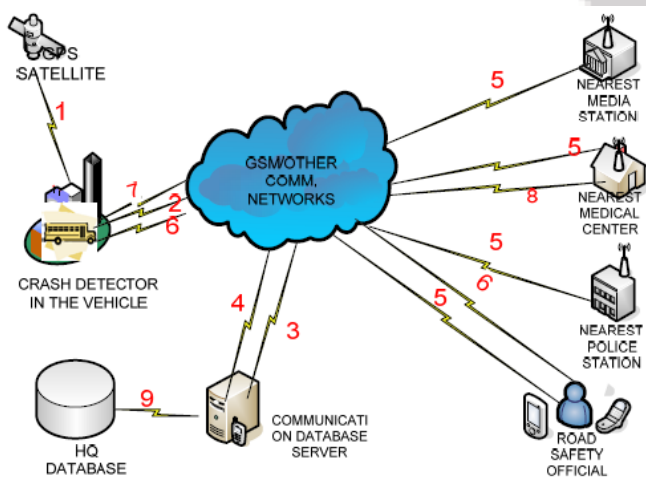 GPS
SATELLITE
1
CRASH DETECTOR
IN THE VEHICLE
7
2
6
GSM/OTHER
COMM,
NETWORKS
5
NEAREST
MEDIA
STATION
5
8
NEAREST
MEDICAL
CENTER
5
6
NEAREST
POLICE
STATION
5
ROAD
SAFETY
OFFICIAL
4
3
COMMUNICATI
ON DATABASE
SERVER
9
HQ
DATABASE